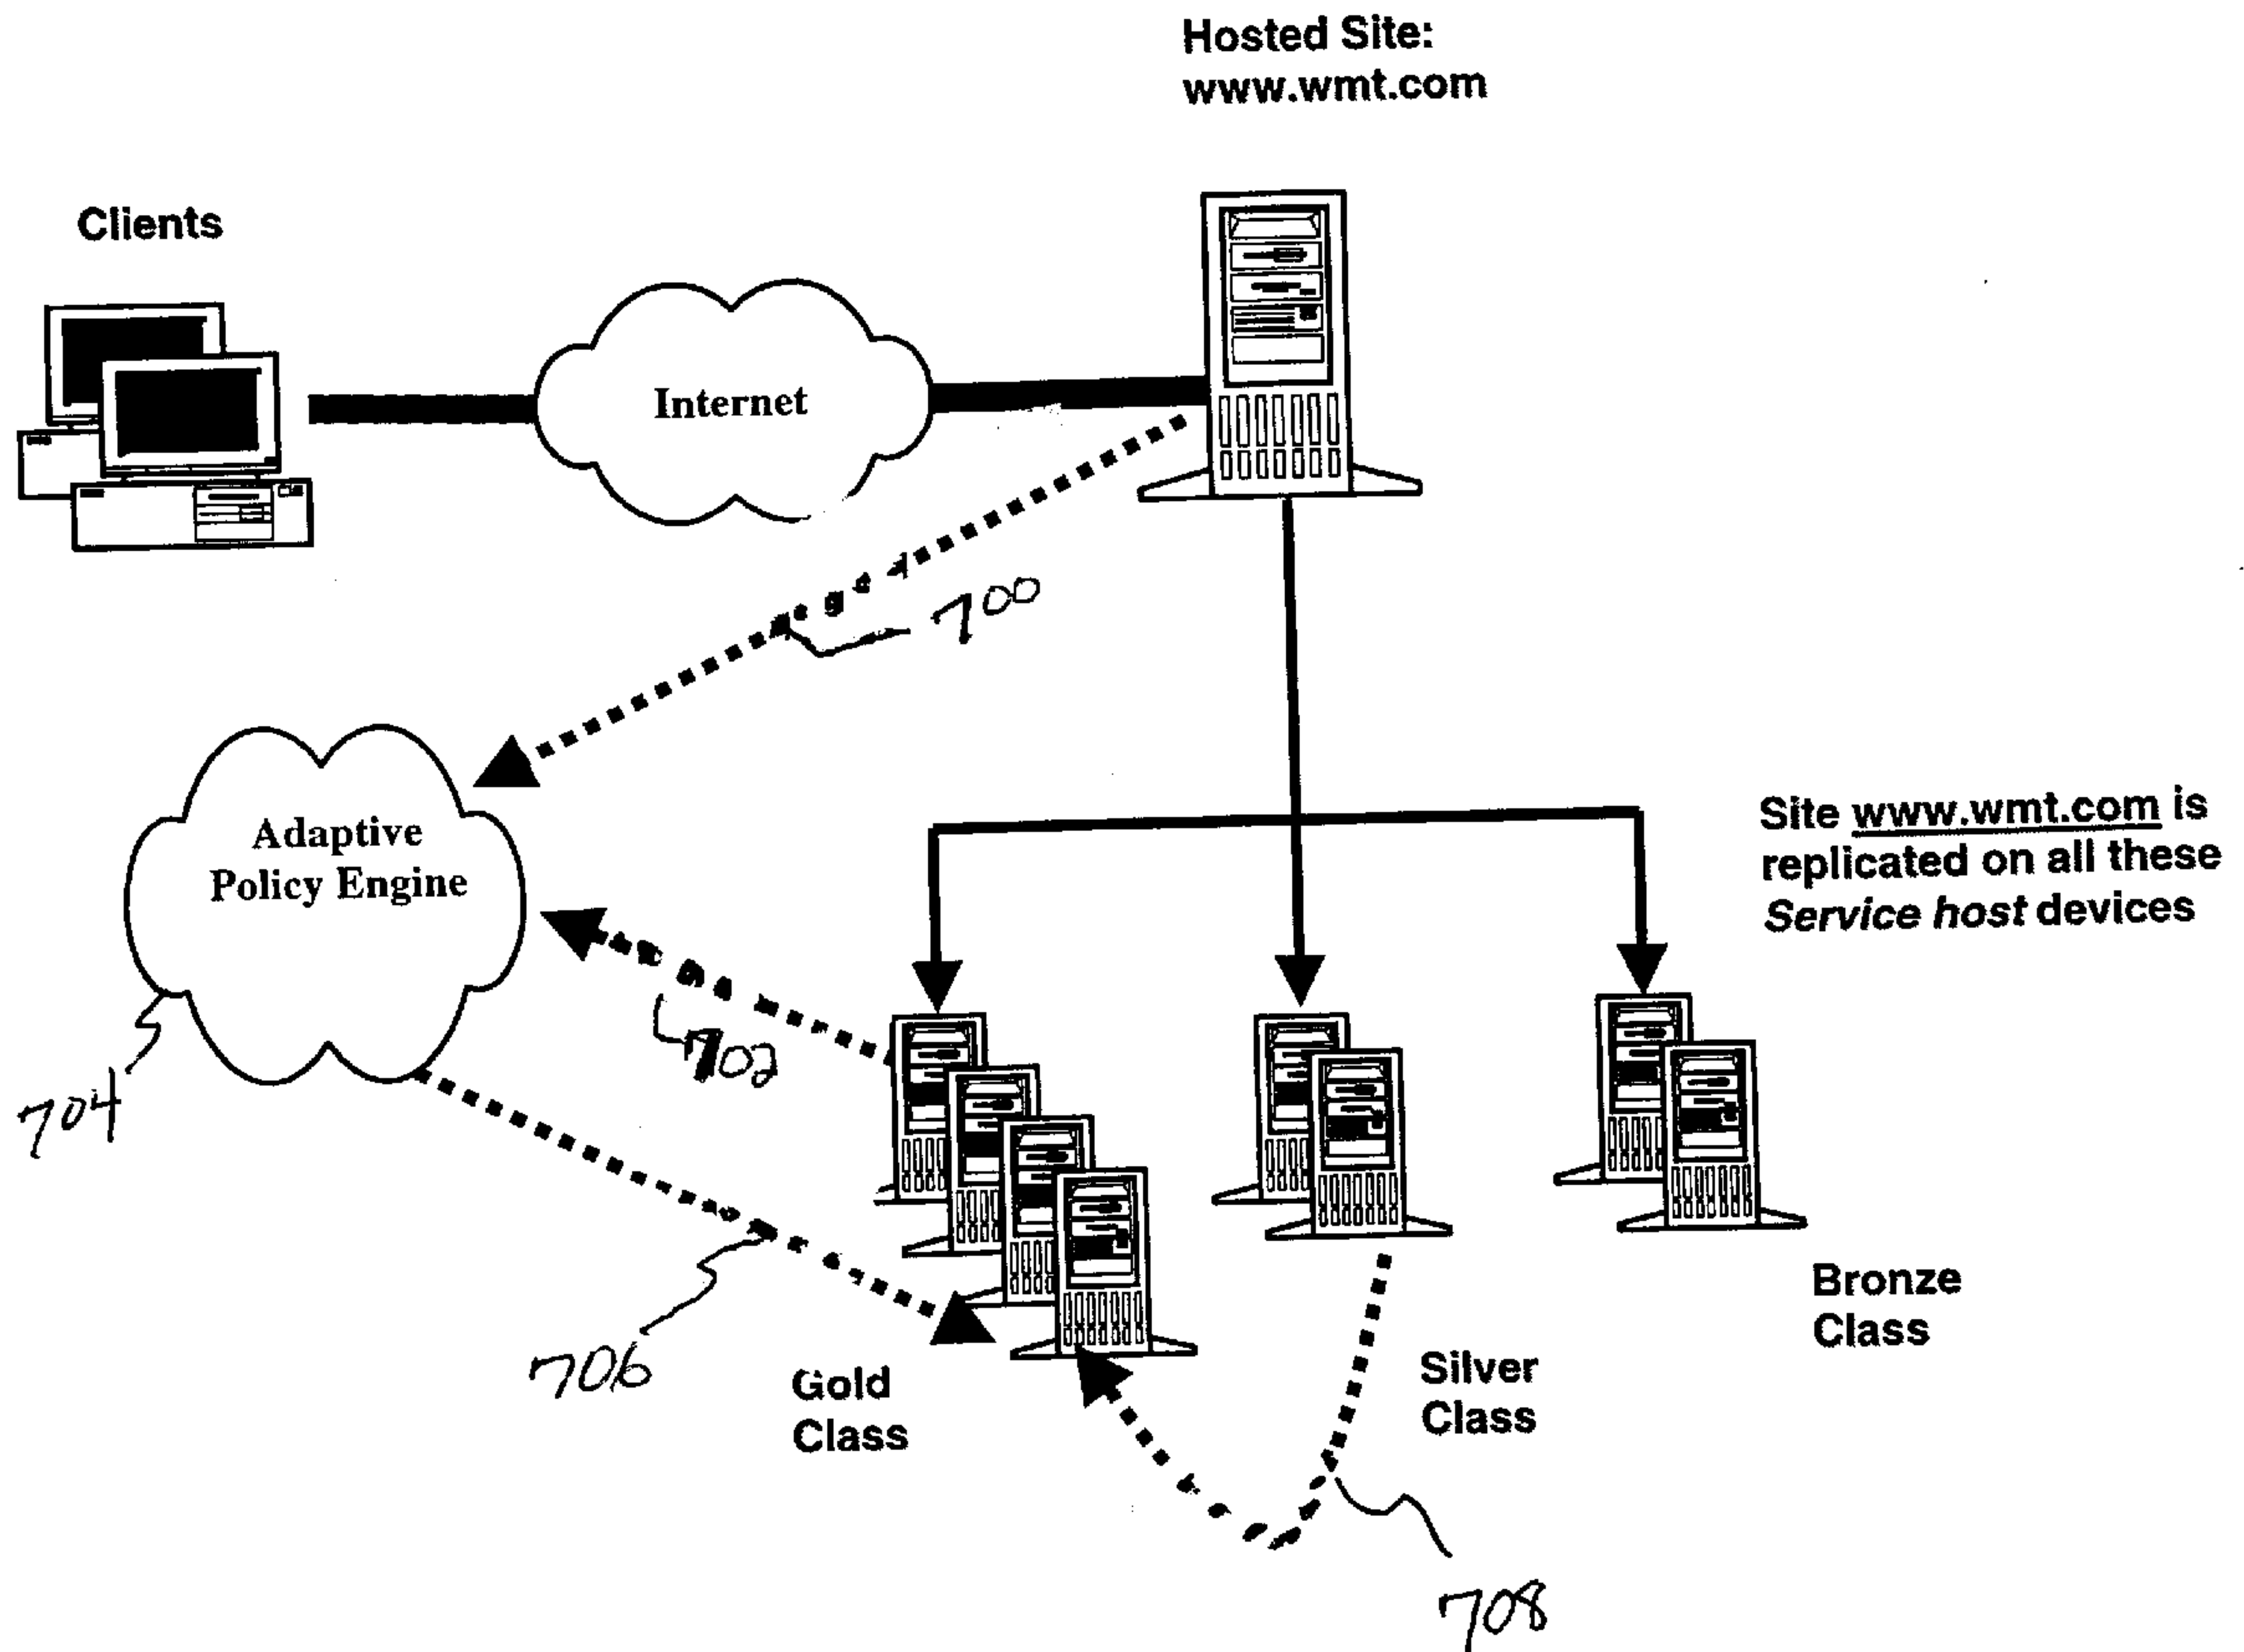 Hosted Site:
www.wmt.com
Clients
Internet
700
Adaptive
Policy Engine
Site www.wmt.com is
replicated on all these
Service host devices
702
704
706
Gold
Class
Silver
Class
Bronze
Class
708